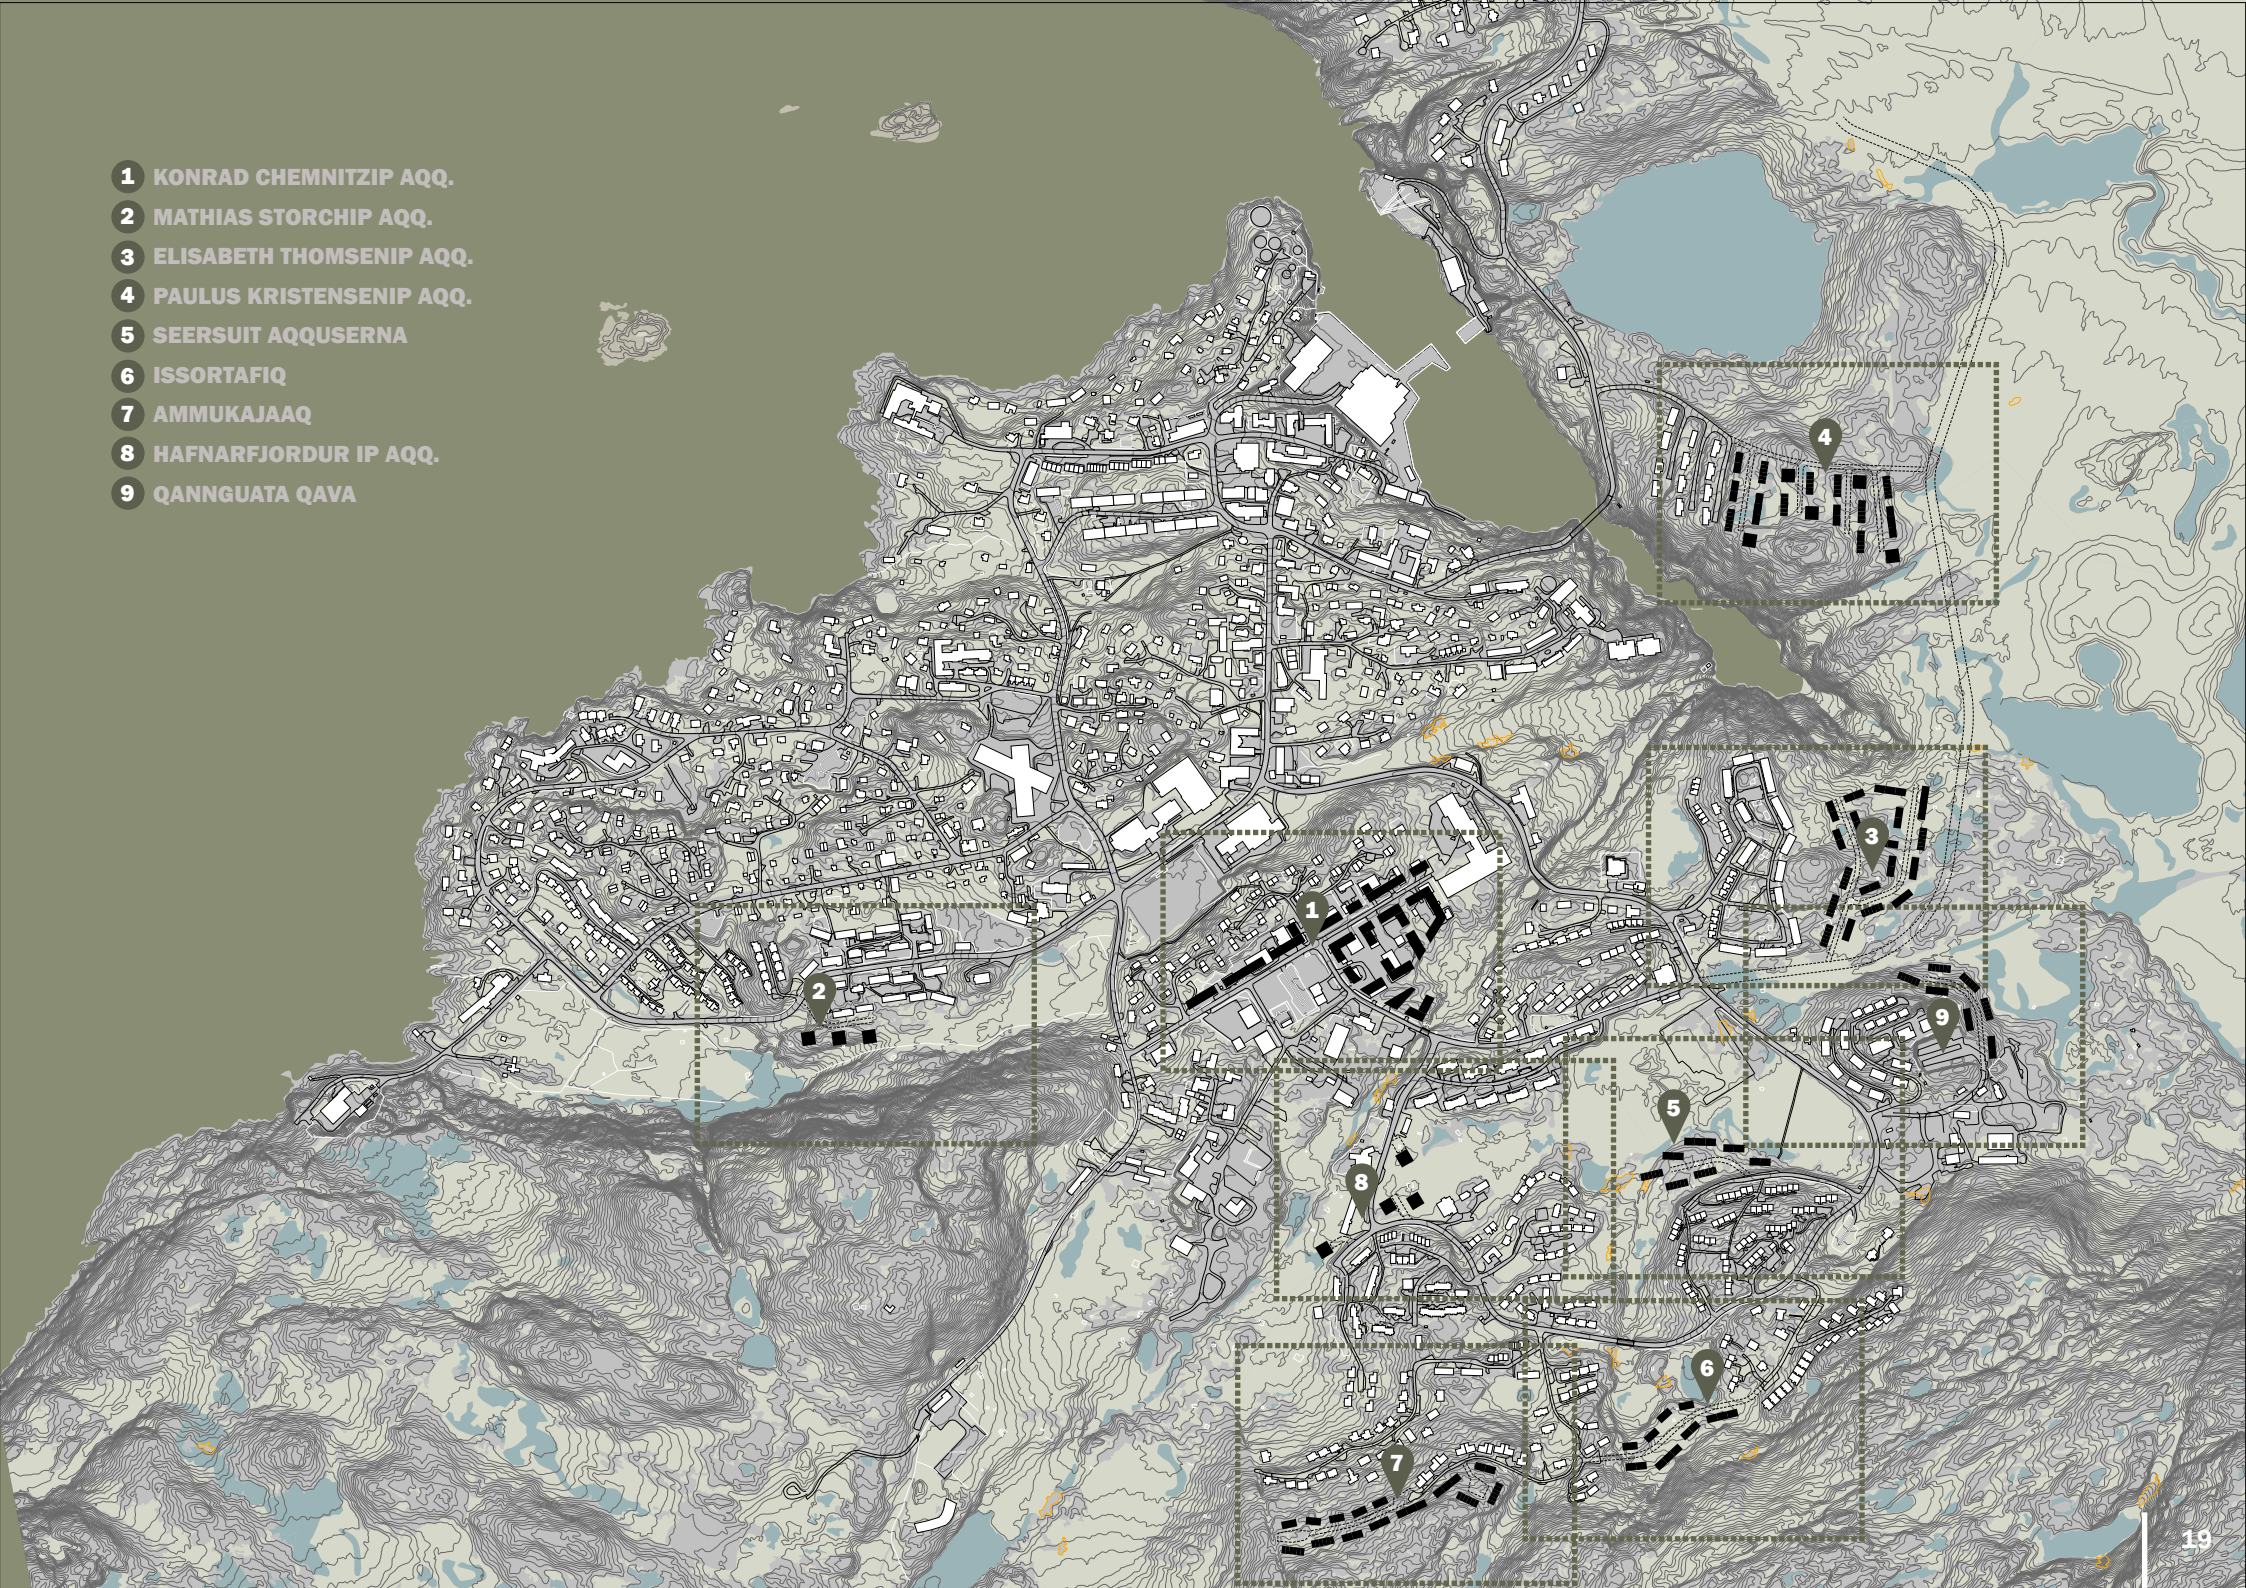 1 KONRAD CHEMNITZIP AQQ.
2 MATHIAS STORCHIP AQQ.
3 ELISABETH THOMSENIP AQQ.
4 PAULUS KRISTENSENIP AQQ.
5 SEERSUIT AQQUSERNA
6 ISSORTAFIQ
7 AMMUKAJAAQ
8 HAFNARFJORDUR IP AQQ.
9 QANNGUATA QAVA
4
3
1
2
9
5
8
6
7
19